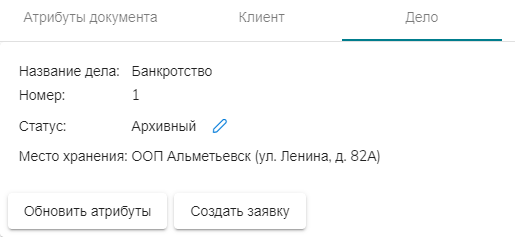 Атрибуты документа Клиент Дело
Название дела: Банкротство
Номер: 1
Статус: Архивный
Место хранения: ООП Альметьевск (ул. Ленина, д. 82А)
Обновить атрибуты Создать заявку